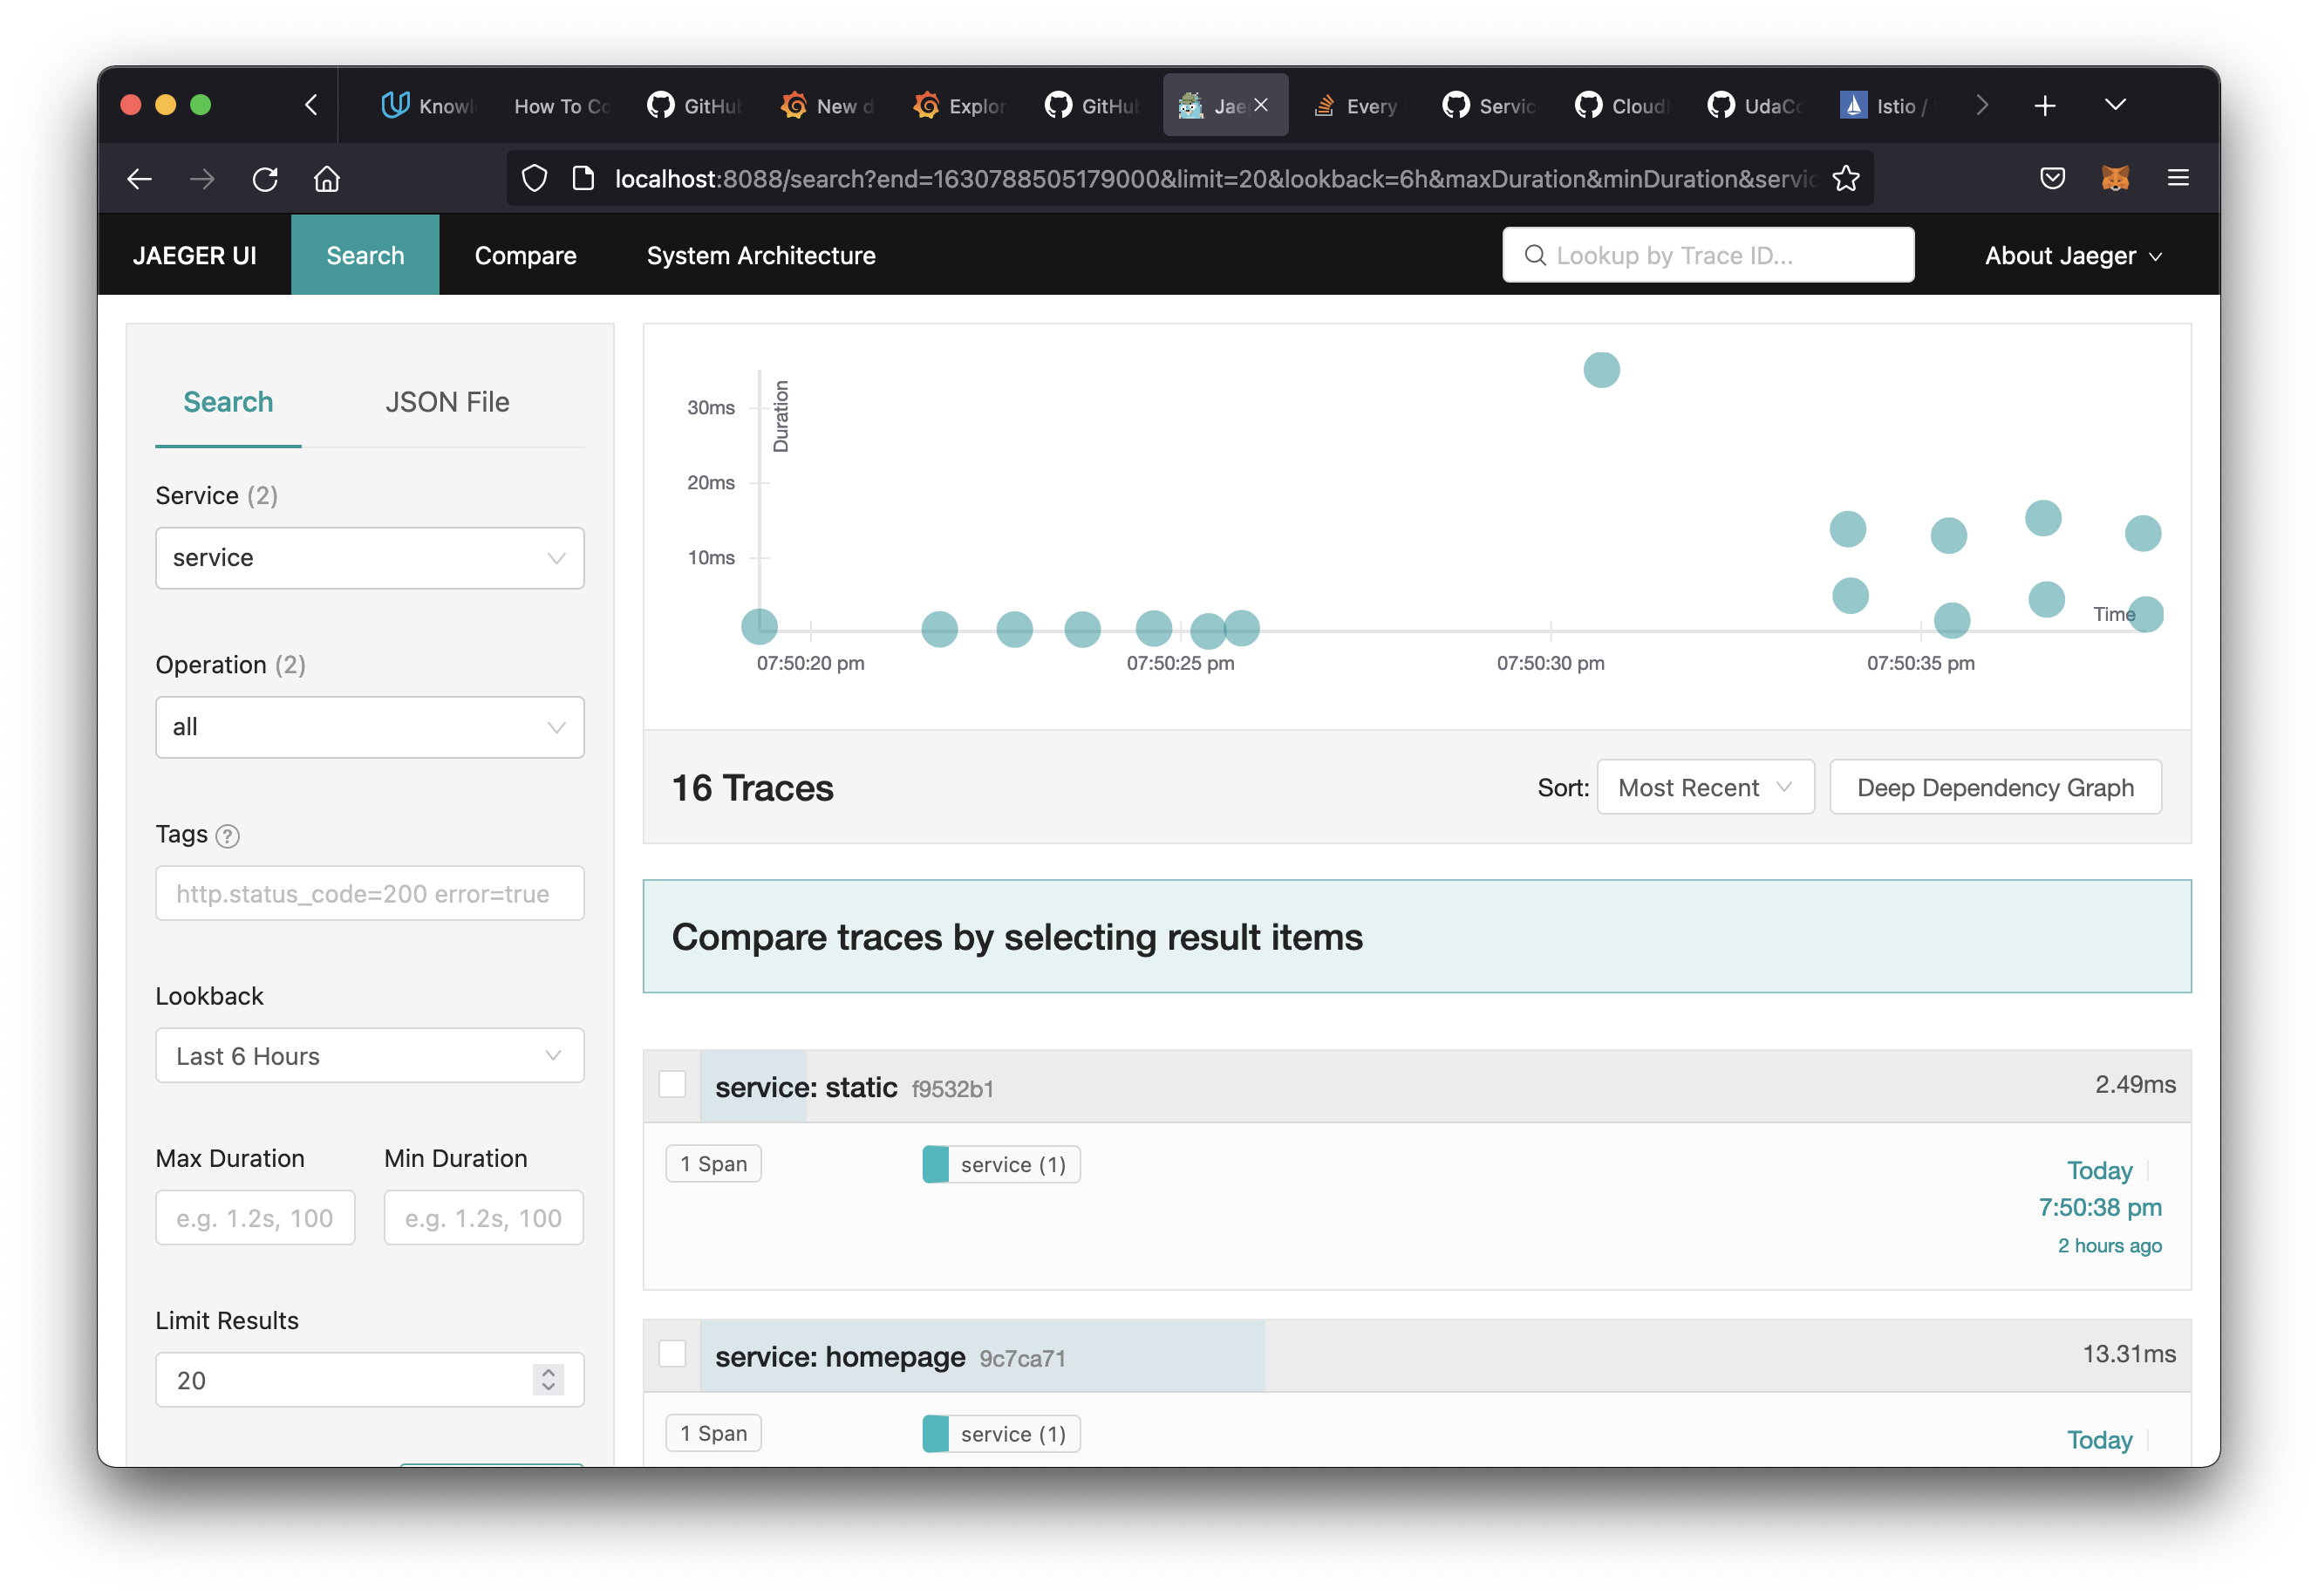 Knowl How To Co GitHub New d Explor GitHub Jae Every Servic Cloud UdaCo Istio /
localhost:8088/search?end=1630788505179000&limit=20&lookback=6h&maxDuration&minDuration&servic
JAEGER UI Search Compare System Architecture Lookup by Trace ID... About Jaeger
Search JSON File
Service (2)
service
Operation (2)
all
Tags ?
http.status_code=200 error=true
Lookback
Last 6 Hours
Max Duration Min Duration
e.g. 1.2s, 100 e.g. 1.2s, 100
Limit Results
20
Duration
30ms
20ms
10ms
Time
07:50:20 pm 07:50:25 pm 07:50:30 pm 07:50:35 pm
16 Traces Sort: Most Recent Deep Dependency Graph
Compare traces by selecting result items
service: static f9532b1 2.49ms
1 Span service (1) Today
7:50:38 pm
2 hours ago
service: homepage 9c7ca71 13.31ms
1 Span service (1) Today